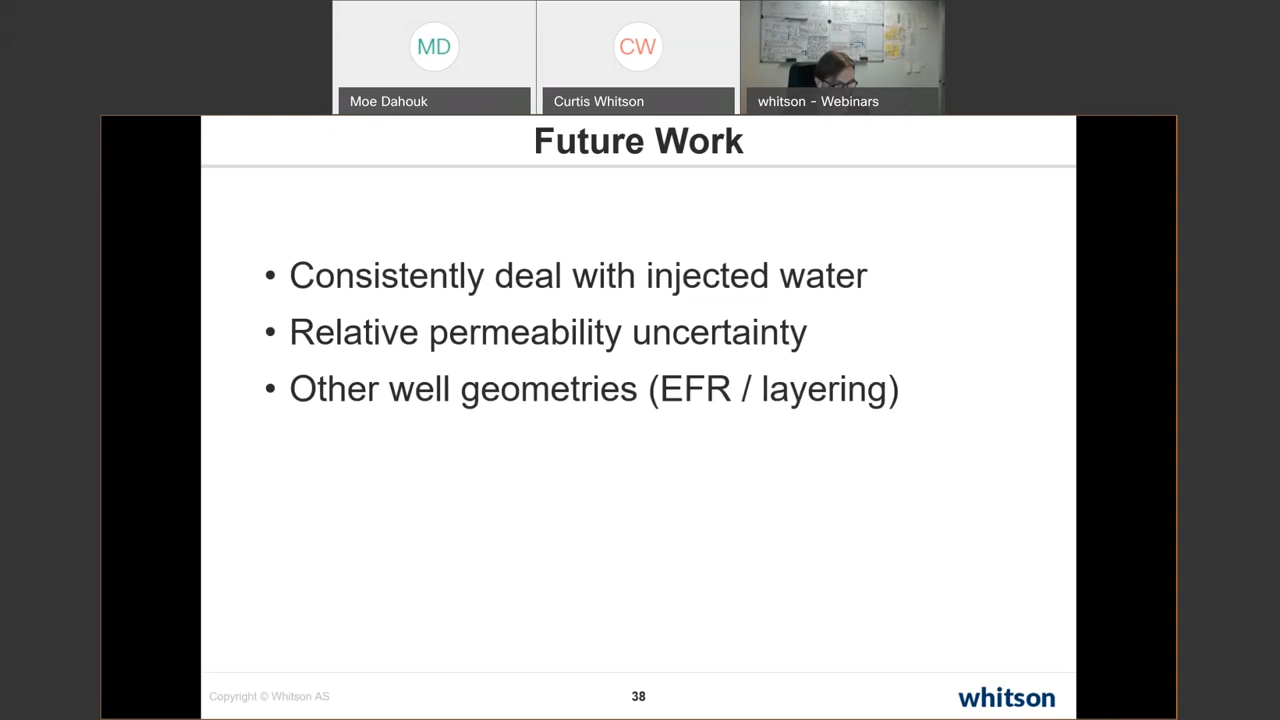 MD
CW
Moe Dahouk
Curtis Whitson
whitson - Webinars
Future Work
• Consistently deal with injected water
• Relative permeability uncertainty
• Other well geometries (EFR / layering)
Copyright © Whitson AS
38
whitson